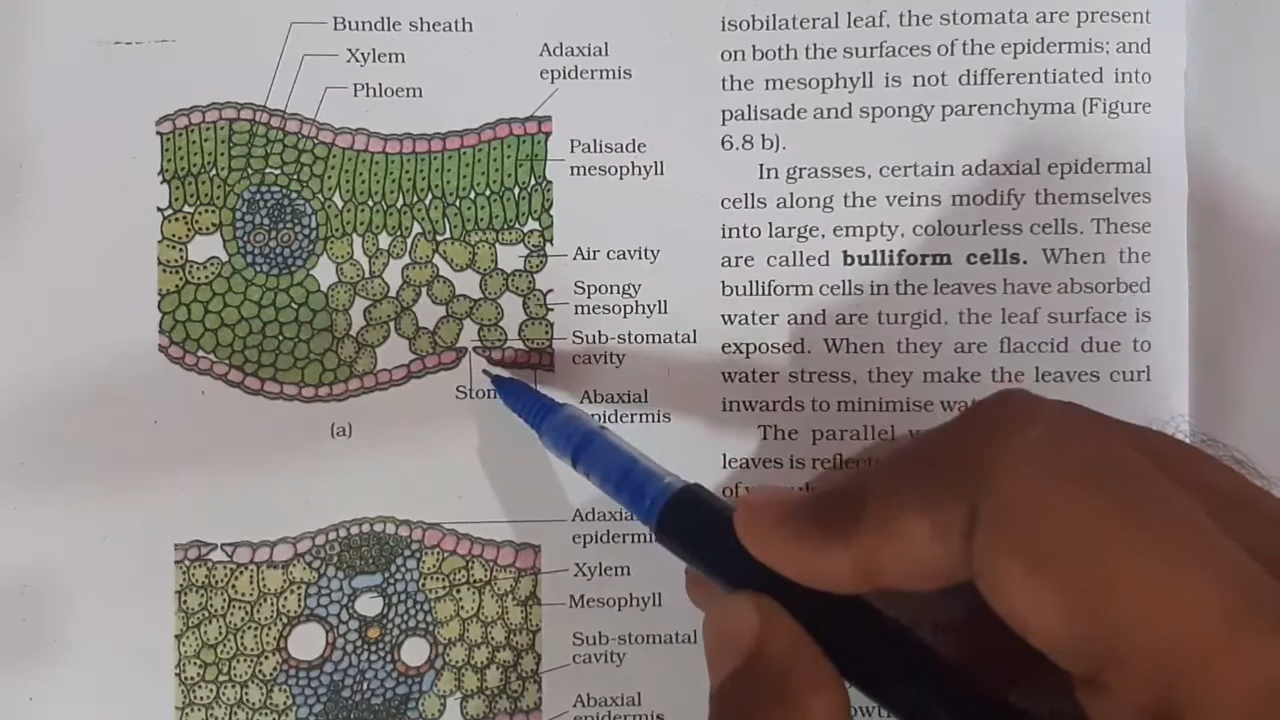 Bundle sheath
Xylem
Phloem
Adaxial
epidermis
Palisade
mesophyll
Air cavity
Spongy
mesophyll
Sub-stomatal
cavity
Abaxial
epidermis
(a)
Adaxia
epidermi
Xylem
Mesophyll
Sub-stomatal
cavity
Abaxial
epidermis
isobilateral leaf, the stomata are present
on both the surfaces of the epidermis; and
the mesophyll is not differentiated into
palisade and spongy parenchyma (Figure
6.8 b).
In grasses, certain adaxial epidermal
cells along the veins modify themselves
into large, empty, colourless cells. These
are called bulliform cells. When the
bulliform cells in the leaves have absorbed
water and are turgid, the leaf surface is
exposed. When they are flaccid due to
water stress, they make the leaves curl
inwards to minimise
The parallel
leaves is
of